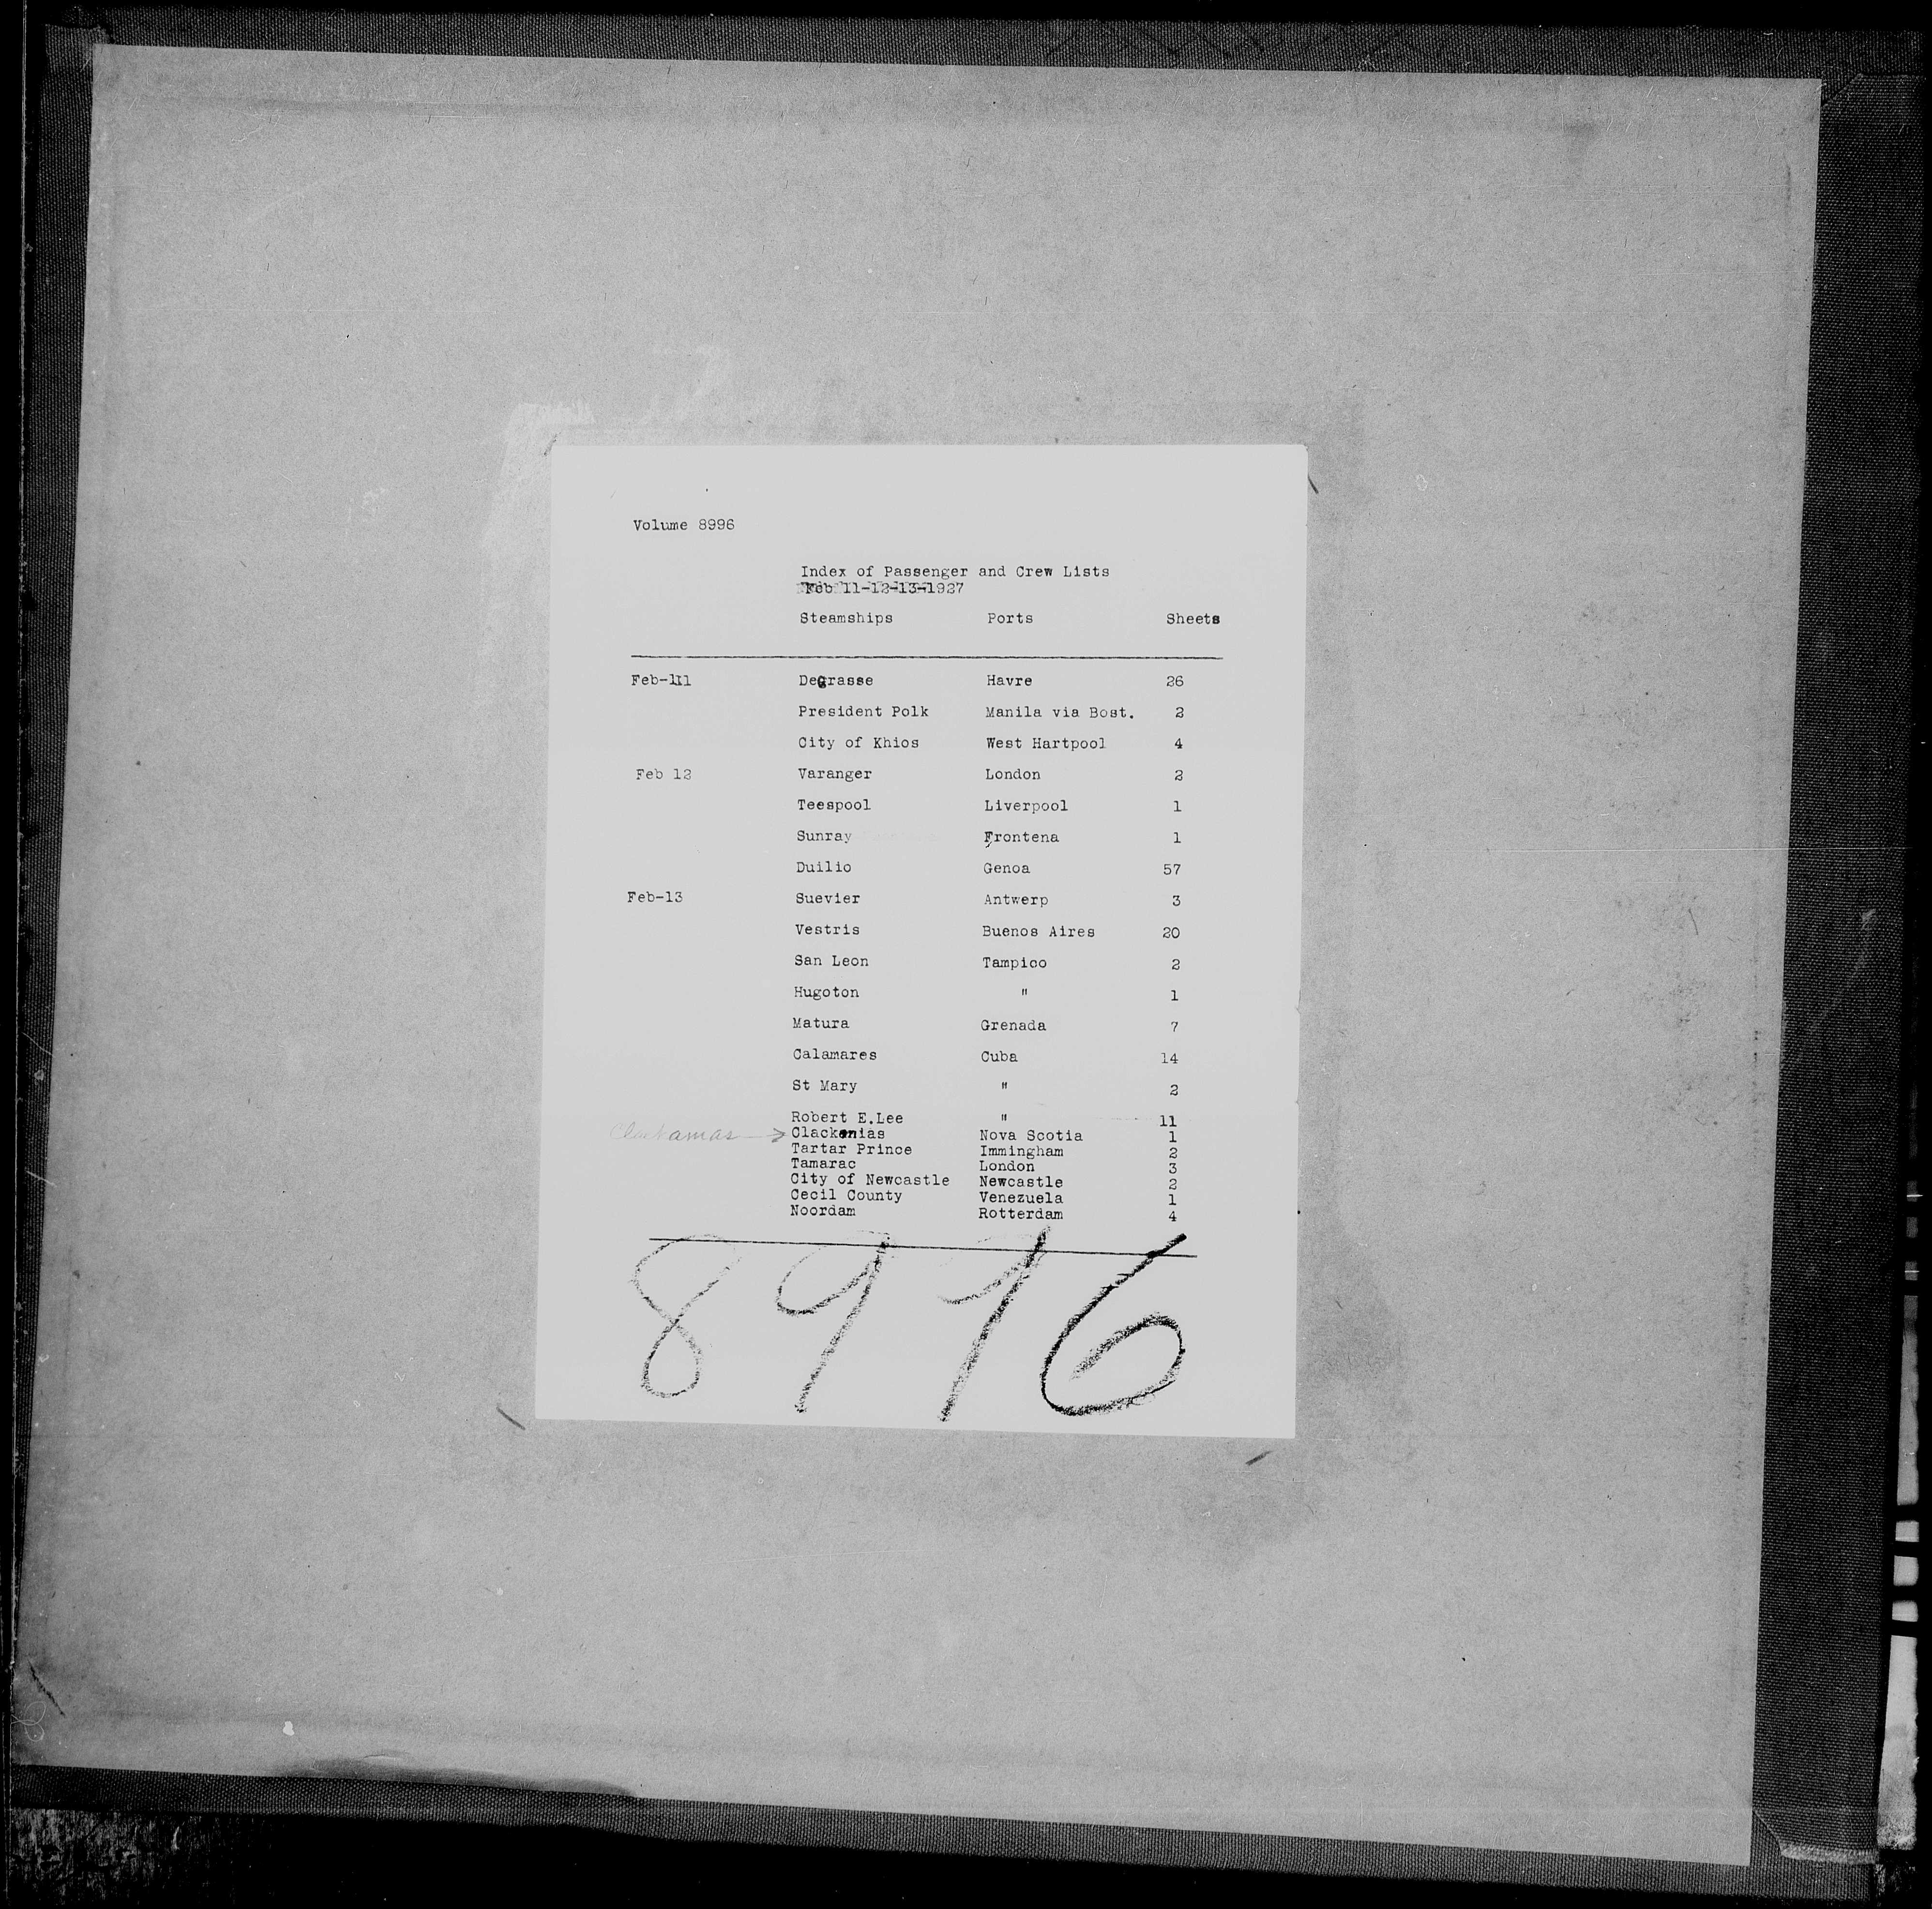 Volume 8996
Index of Passenger and Crew Lists
Feb 11-12-13-1927
Steamships Ports Sheets
Feb-11 Degrasse Havre 26
President Polk Manila via Bost. 2
City of Khios West Hartpool 4
Feb 12 Varanger London 2
Teespool Liverpool 1
Sunray Frontena 1
Duilio Genoa 57
Feb-13 Suevier Antwerp 3
Vestris Buenos Aires 20
San Leon Tampico 2
Hugoton " 1
Matura Grenada 7
Calamares Cuba 14
St Mary " 2
Robert E.Lee " 11
Clackamas → Clackenias Nova Scotia 1
Tartar Prince Immingham 2
Tamarac London 3
City of Newcastle Newcastle 2
Cecil County Venezuela 1
Noordam Rotterdam 4
8996